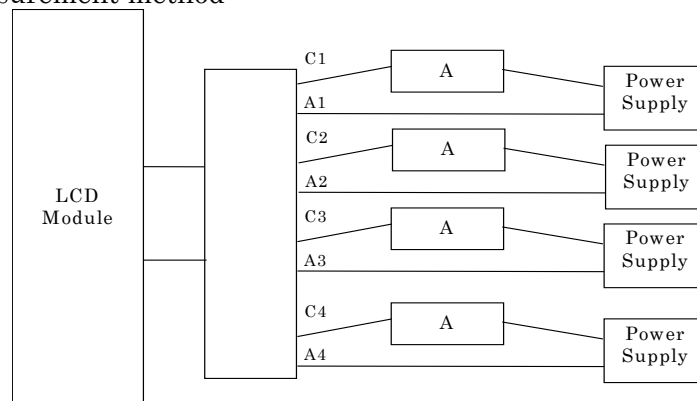 surement method
LCD
Module
C1
A
A1
Power
Supply
C2
A
A2
Power
Supply
C3
A
A3
Power
Supply
C4
A
A4
Power
Supply